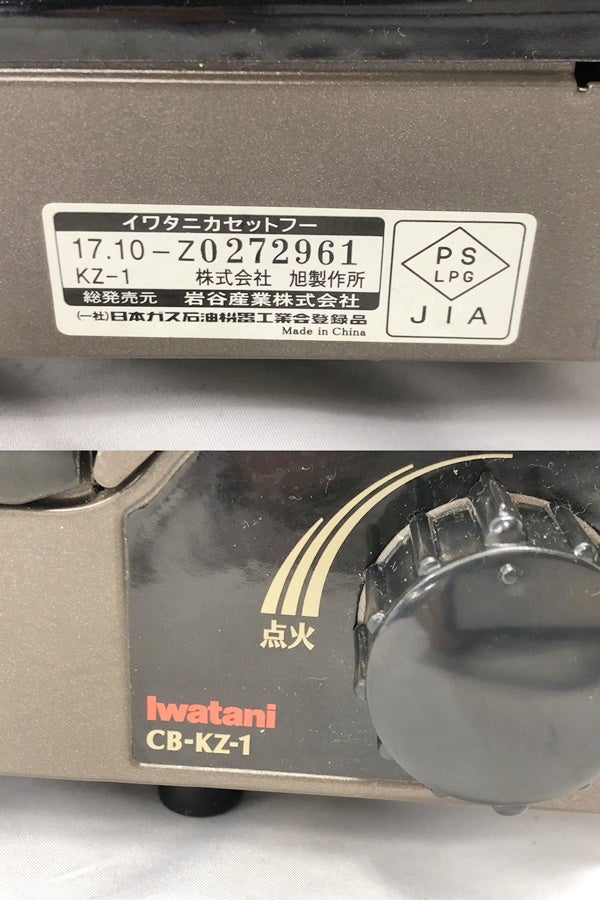 イワタニカセットフー
17.10-Z0272961
KZ-1 株式会社 旭製作所
総発売元 岩谷産業株式会社
(一社)日本ガス石油機器工業会登録品
Made in China
PS
LPG
JIA
点火
Iwatani
CB-KZ-1